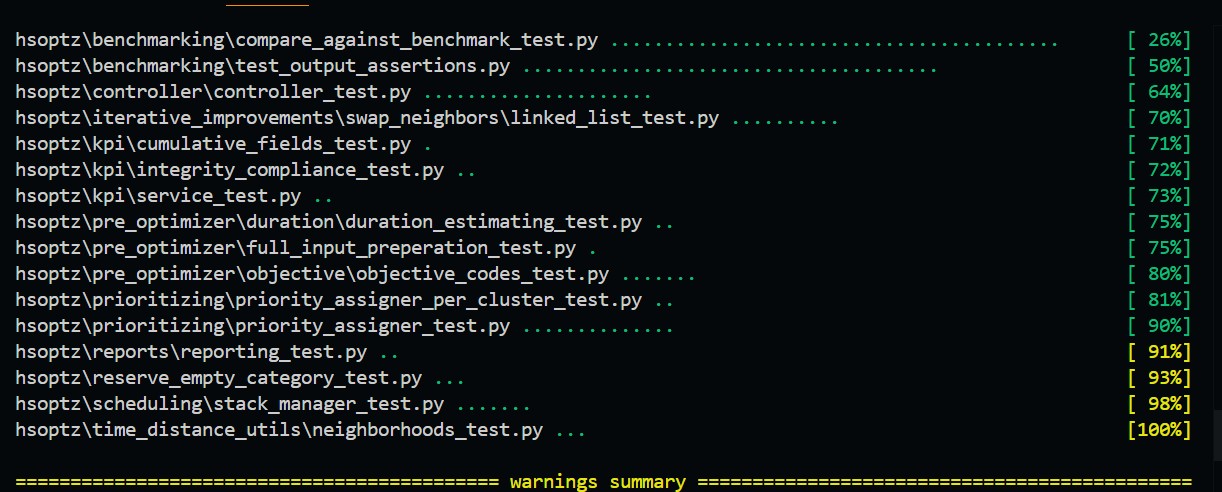 hsoptz\benchmarking\compare_against_benchmark_test.py ......................................... [ 26%]
hsoptz\benchmarking\test_output_assertions.py ...................................... [ 50%]
hsoptz\controller\controller_test.py ..................... [ 64%]
hsoptz\iterative_improvements\swap_neighbors\linked_list_test.py .......... [ 70%]
hsoptz\kpi\cumulative_fields_test.py . [ 71%]
hsoptz\kpi\integrity_compliance_test.py .. [ 72%]
hsoptz\kpi\service_test.py .. [ 73%]
hsoptz\pre_optimizer\duration\duration_estimating_test.py .. [ 75%]
hsoptz\pre_optimizer\full_input_preperation_test.py . [ 75%]
hsoptz\pre_optimizer\objective\objective_codes_test.py ....... [ 80%]
hsoptz\prioritizing\priority_assigner_per_cluster_test.py .. [ 81%]
hsoptz\prioritizing\priority_assigner_test.py .............. [ 90%]
hsoptz\reports\reporting_test.py .. [ 91%]
hsoptz\reserve_empty_category_test.py ... [ 93%]
hsoptz\scheduling\stack_manager_test.py ....... [ 98%]
hsoptz\time_distance_utils\neighborhoods_test.py ... [100%]
============================================ warnings summary =============================================